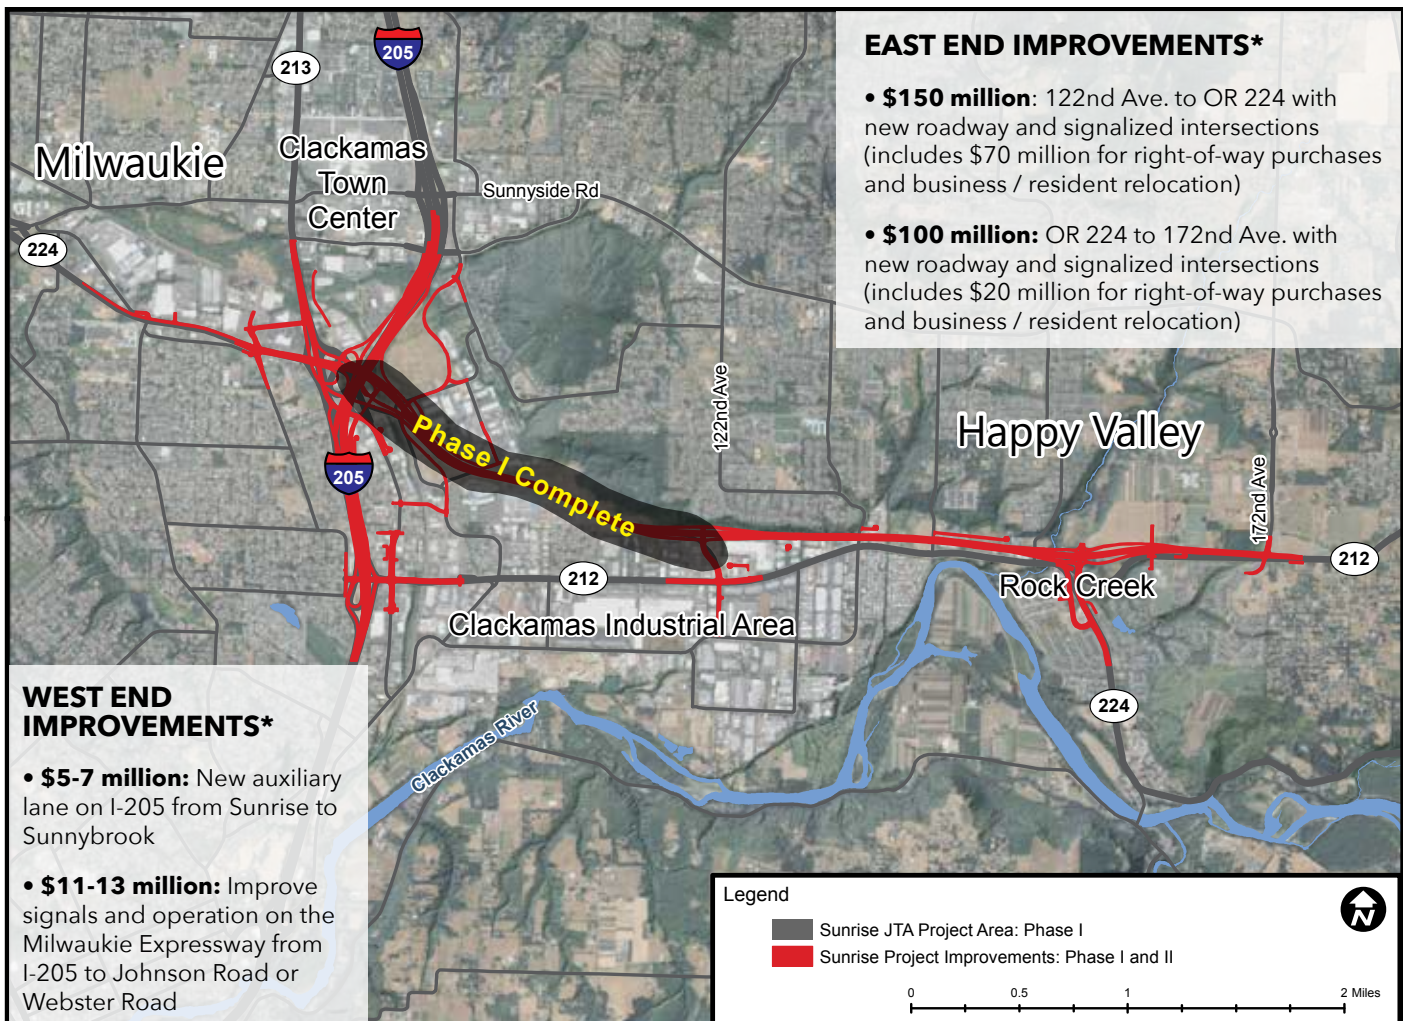 EAST END IMPROVEMENTS*
• $150 million: 122nd Ave. to OR 224 with
new roadway and signalized intersections
(includes $70 million for right-of-way purchases
and business / resident relocation)
• $100 million: OR 224 to 172nd Ave. with
new roadway and signalized intersections
(includes $20 million for right-of-way purchases
and business / resident relocation)
205
213
Milwaukie
Clackamas
Town
Center
Sunnyside Rd
224
122nd Ave
Happy Valley
Phase I Complete
205
172nd Ave
212
212
Rock Creek
Clackamas Industrial Area
224
Clackamas River
WEST END
IMPROVEMENTS*
• $5-7 million: New auxiliary
lane on I-205 from Sunrise to
Sunnybrook
• $11-13 million: Improve
signals and operation on the
Milwaukie Expressway from
I-205 to Johnson Road or
Webster Road
Legend
Sunrise JTA Project Area: Phase I
Sunrise Project Improvements: Phase I and II
N
0 0.5 1 2 Miles